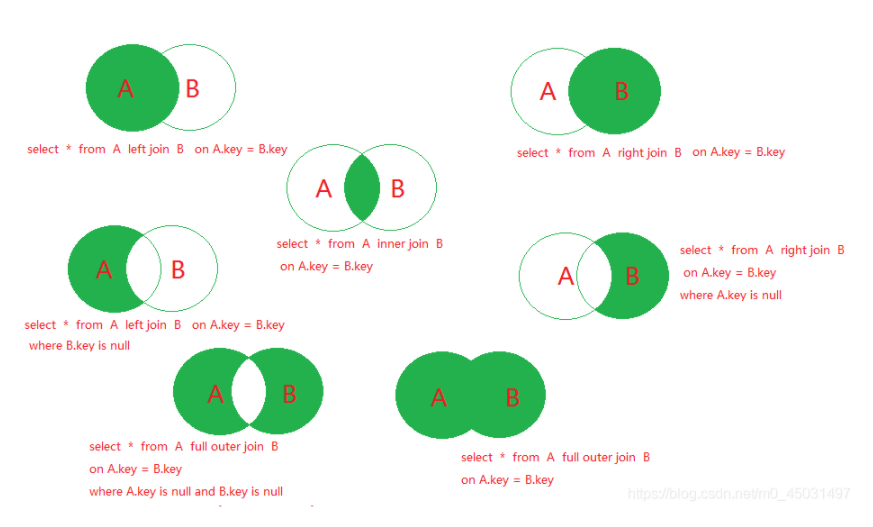 A B
select * from A left join B on A.key = B.key
A B
select * from A right join B on A.key = B.key
A B
select * from A inner join B
on A.key = B.key
A B
select * from A left join B on A.key = B.key
where B.key is null
A B
select * from A right join B
on A.key = B.key
where A.key is null
A B
select * from A full outer join B
on A.key = B.key
where A.key is null and B.key is null
A B
select * from A full outer join B
on A.key = B.key
https://blog.csdn.net/m0_45031497